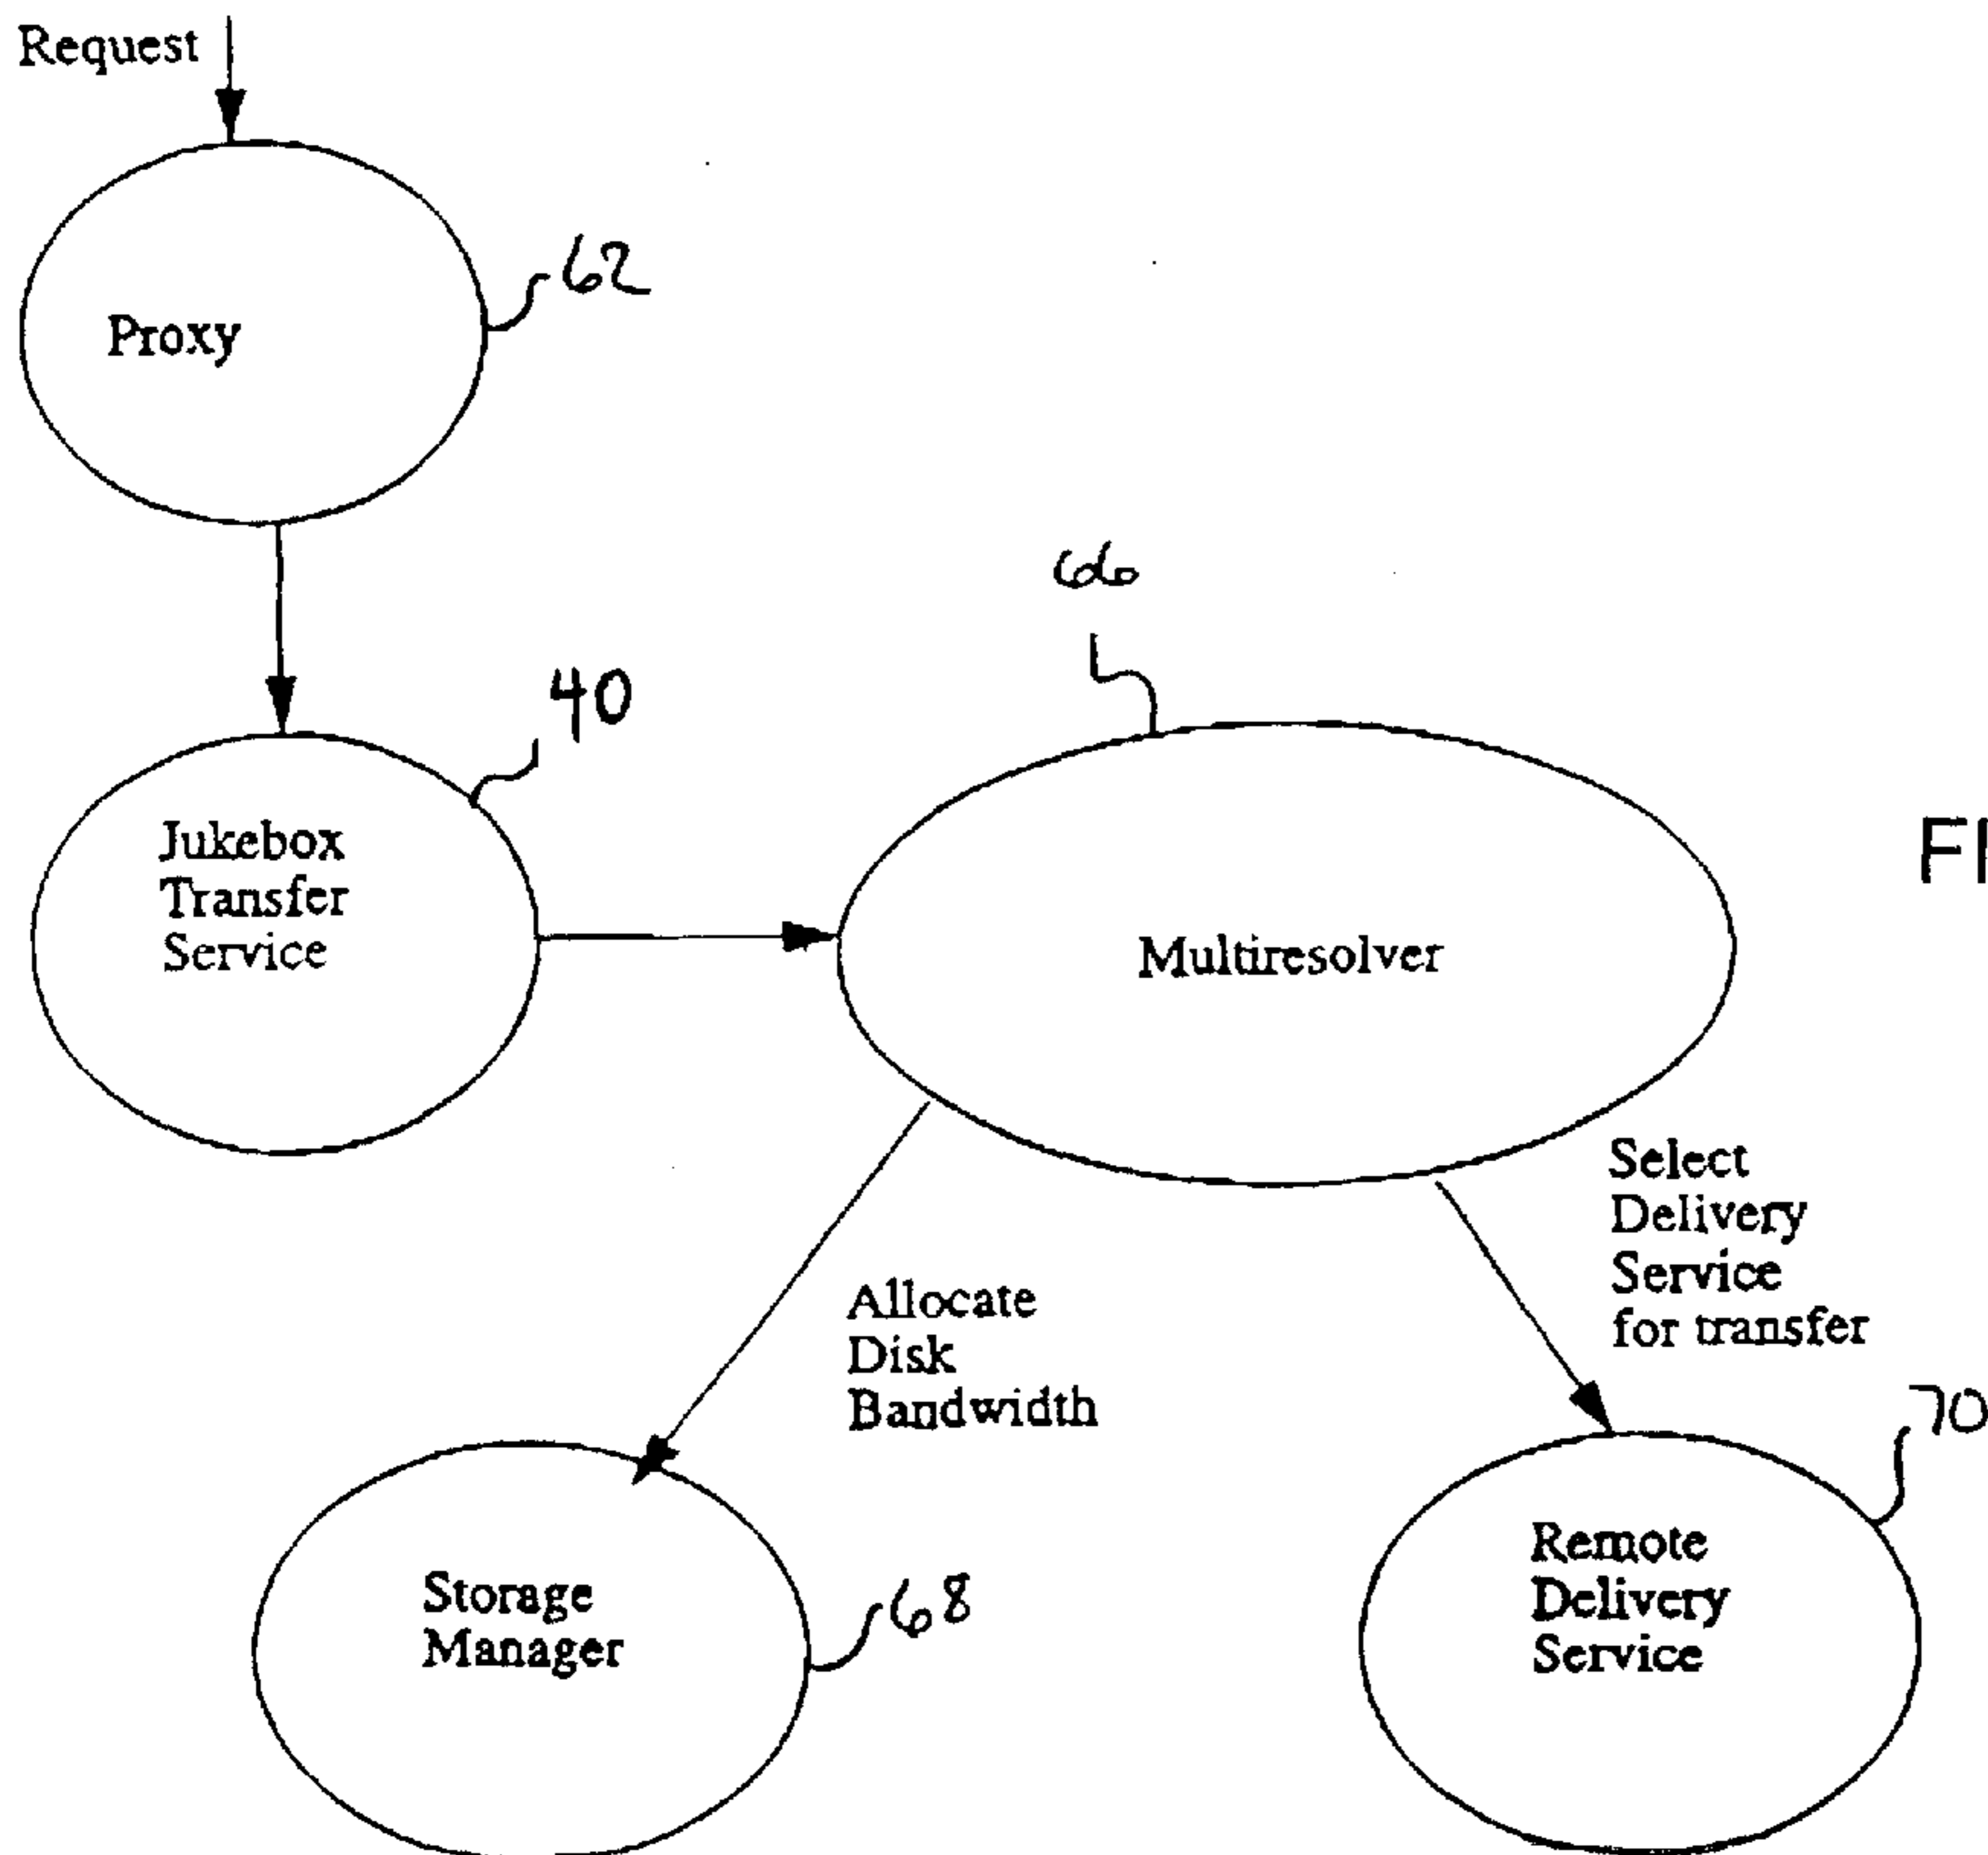 Request
Proxy
62
66
40
Jukebox
Transfer
Service
Multiresolver
Select
Delivery
Service
for transfer
Allocate
Disk
Bandwidth
70
Storage
Manager
68
Remote
Delivery
Service